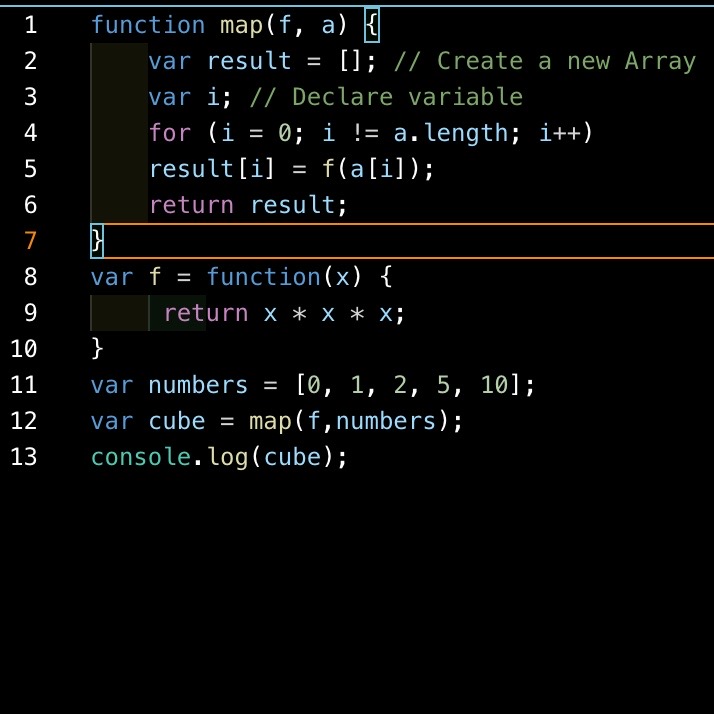 1 function map(f, a) {
2     var result = []; // Create a new Array
3     var i; // Declare variable
4     for (i = 0; i != a.length; i++)
5     result[i] = f(a[i]);
6     return result;
7 }
8 var f = function(x) {
9      return x * x * x;
10 }
11 var numbers = [0, 1, 2, 5, 10];
12 var cube = map(f,numbers);
13 console.log(cube);